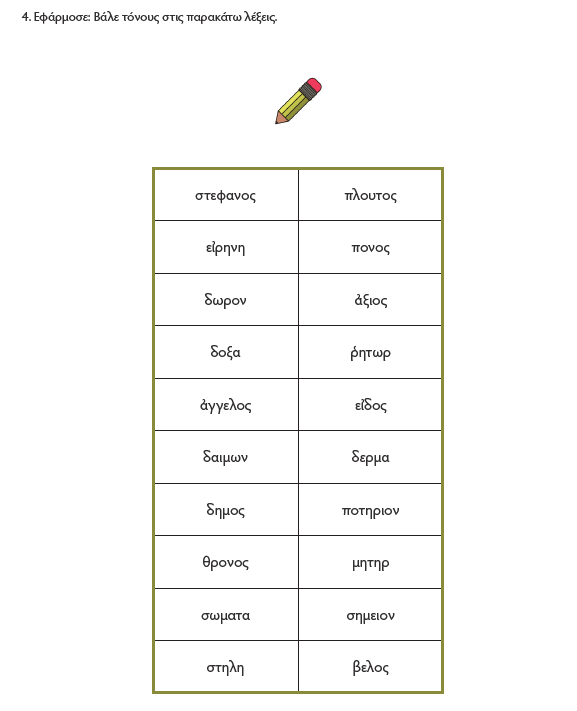 4. Εφάρμοσε: Βάλε τόνους στις παρακάτω λέξεις.
στεφανος πλουτος
εἰρηνη πονος
δωρον ἀξιος
δοξα ῥητωρ
ἀγγελος εἰδος
δαιμων δερμα
δημος ποτηριον
θρονος μητηρ
σωματα σημειον
στηλη βελος